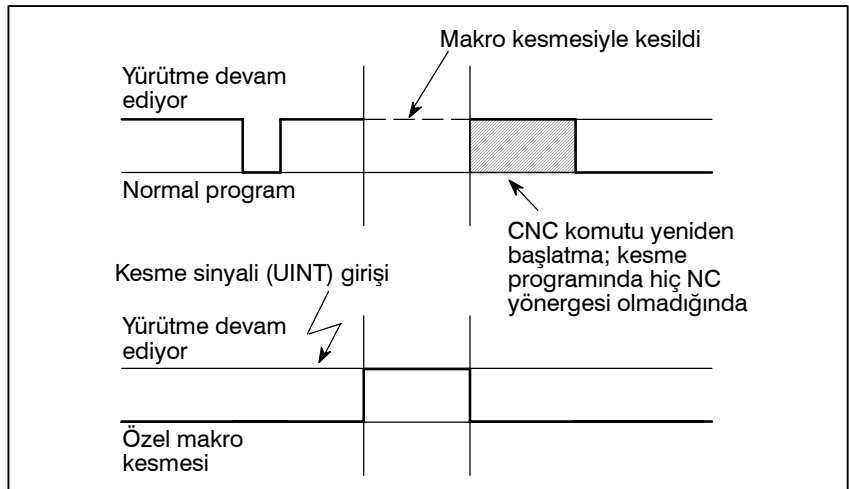 Makro kesmesiyle kesildi
Yürütme devam
ediyor
Normal program
CNC komutu yeniden
başlatma; kesme
programında hiç NC
yönergesi olmadığında
Kesme sinyali (UINT) girişi
Yürütme devam
ediyor
Özel makro
kesmesi